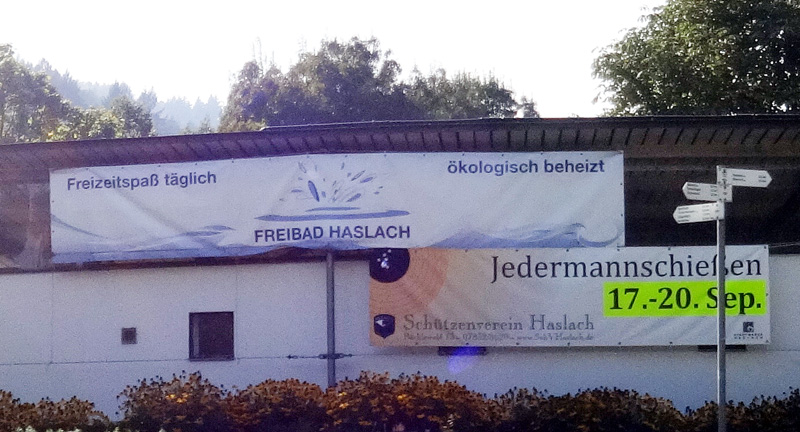 Freizeitspaß täglich
ökologisch beheizt
FREIBAD HASLACH
Jedermannschießen
17.-20. Sep.
Schützenverein Haslach